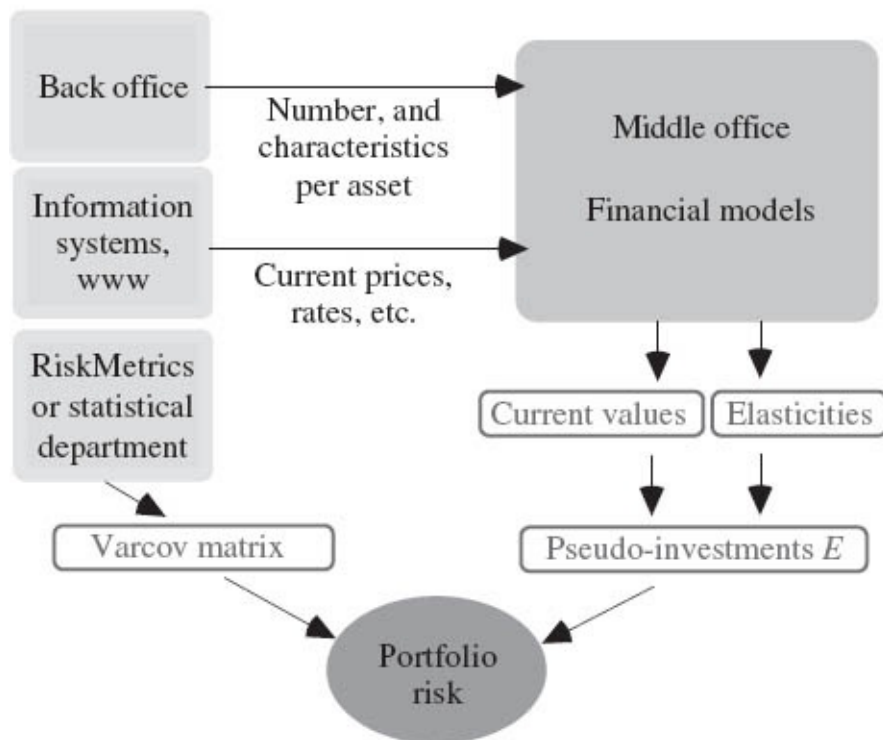 Back office
Number, and
characteristics
per asset
Middle office
Financial models
Information
systems,
www
Current prices,
rates, etc.
RiskMetrics
or statistical
department
Current values
Elasticities
Varcov matrix
Pseudo-investments E
Portfolio
risk